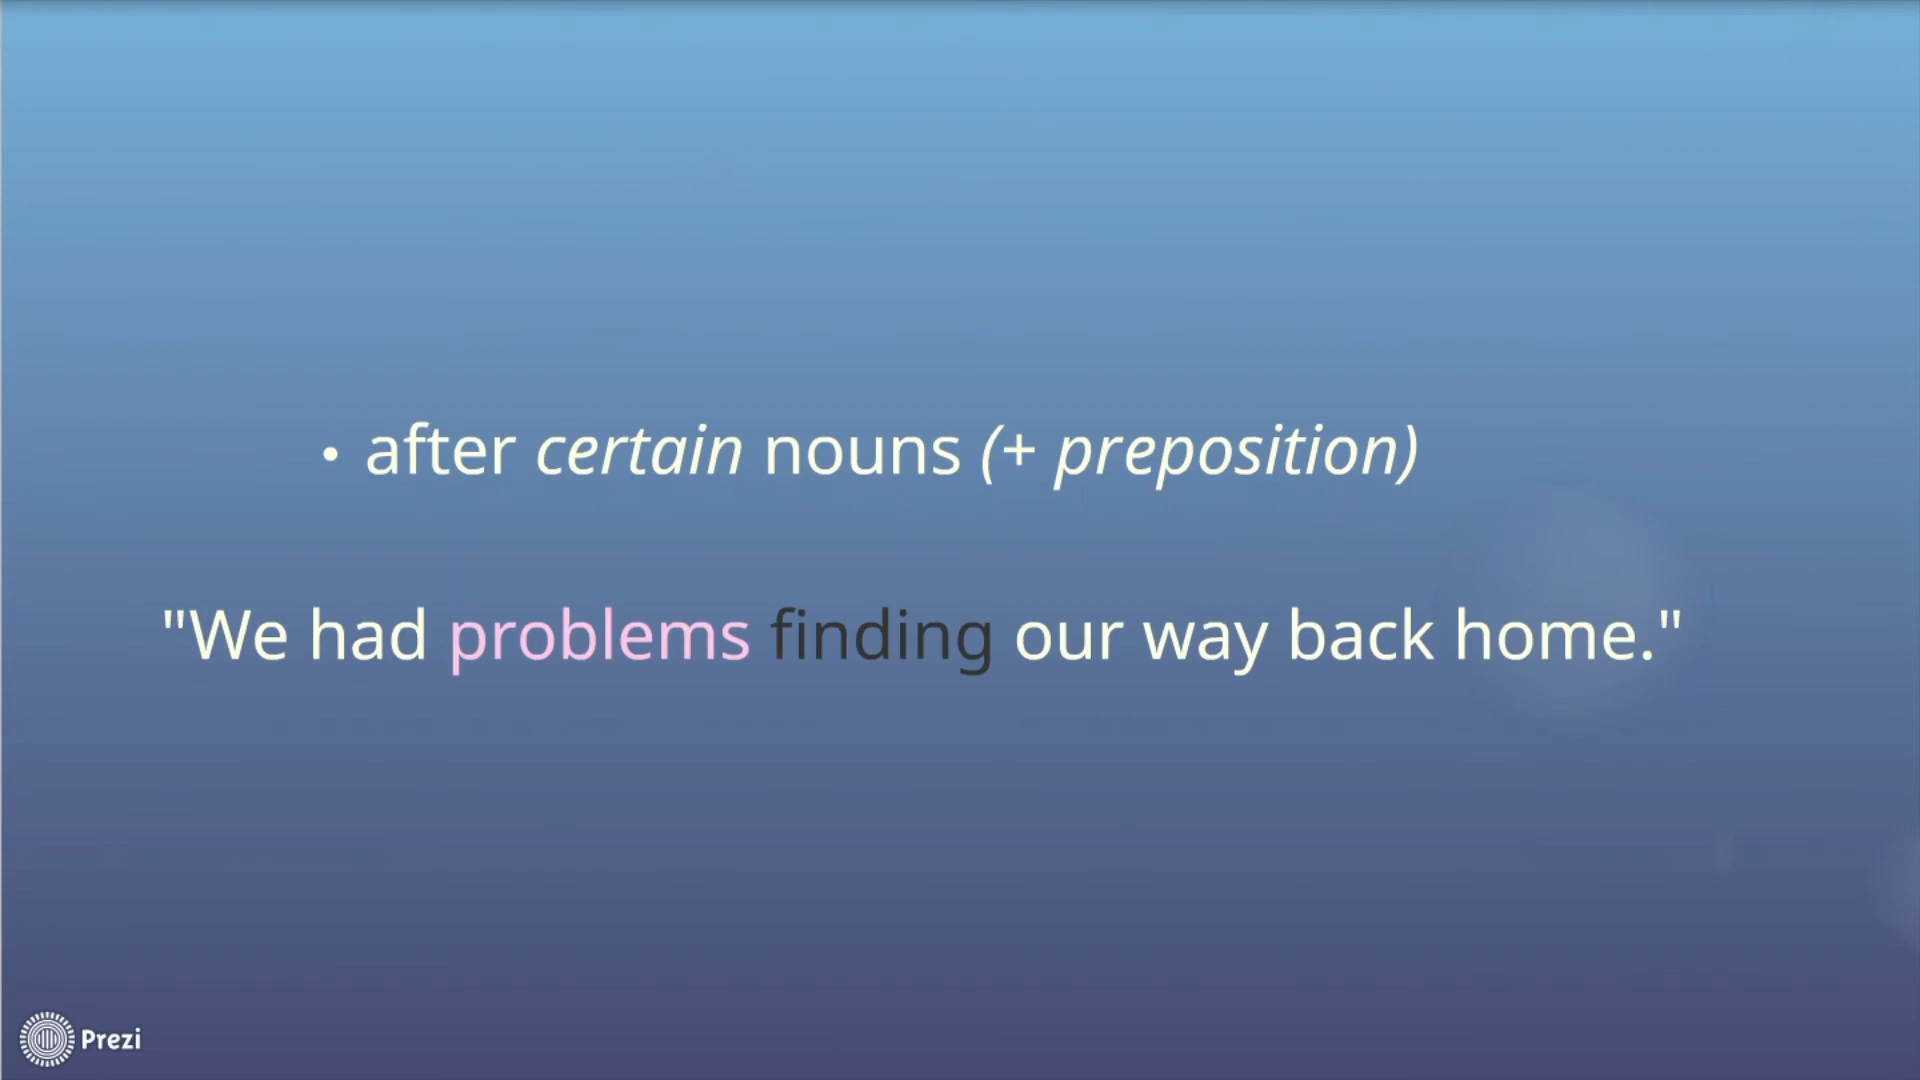 • after certain nouns (+ preposition)
"We had problems finding our way back home."
Prezi